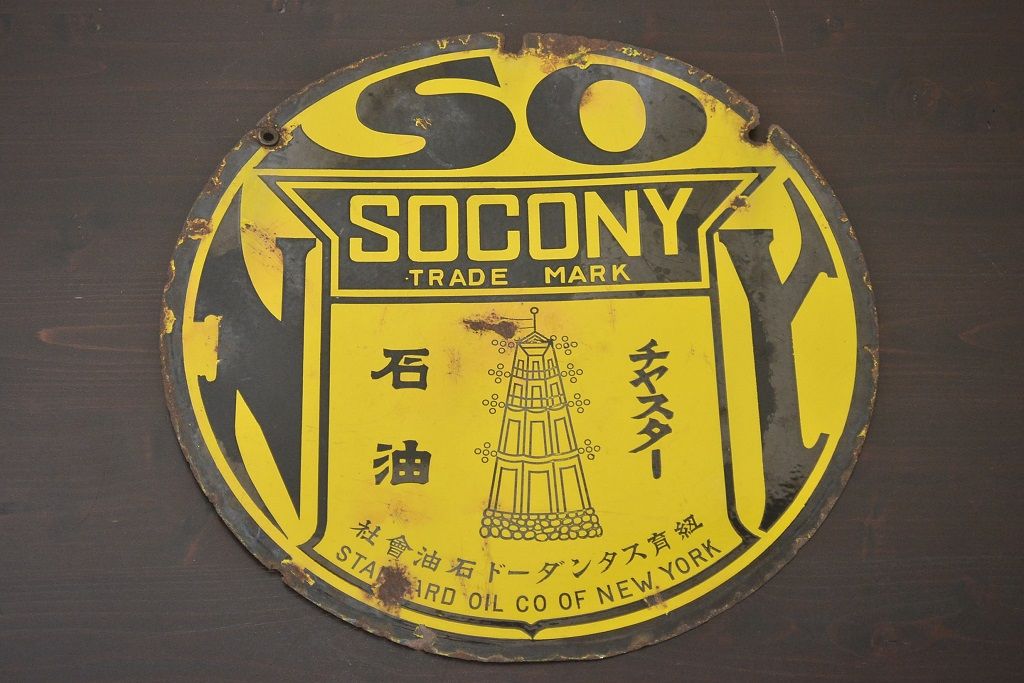 SO
N Y
SOCONY
TRADE MARK
チヤスター
石油
紐育スタンダード石油會社
STANDARD OIL CO OF NEW YORK